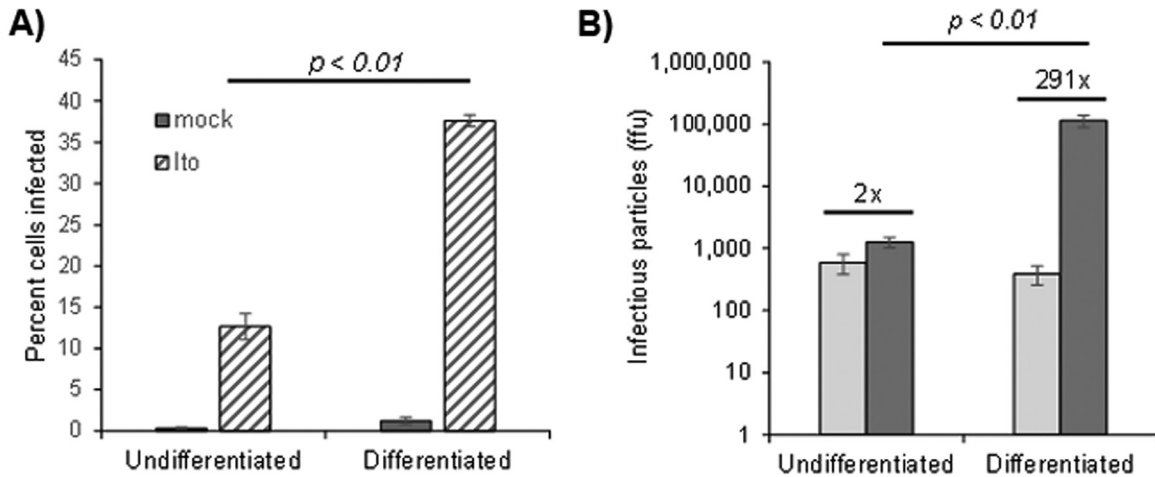 A)
p < 0.01
45
40
35
30
25
20
15
10
5
0
Percent cells infected
mock
Ito
Undifferentiated
Differentiated
B)
p < 0.01
1,000,000
100,000
10,000
1,000
100
10
1
Infectious particles (ffu)
2x
291x
Undifferentiated
Differentiated